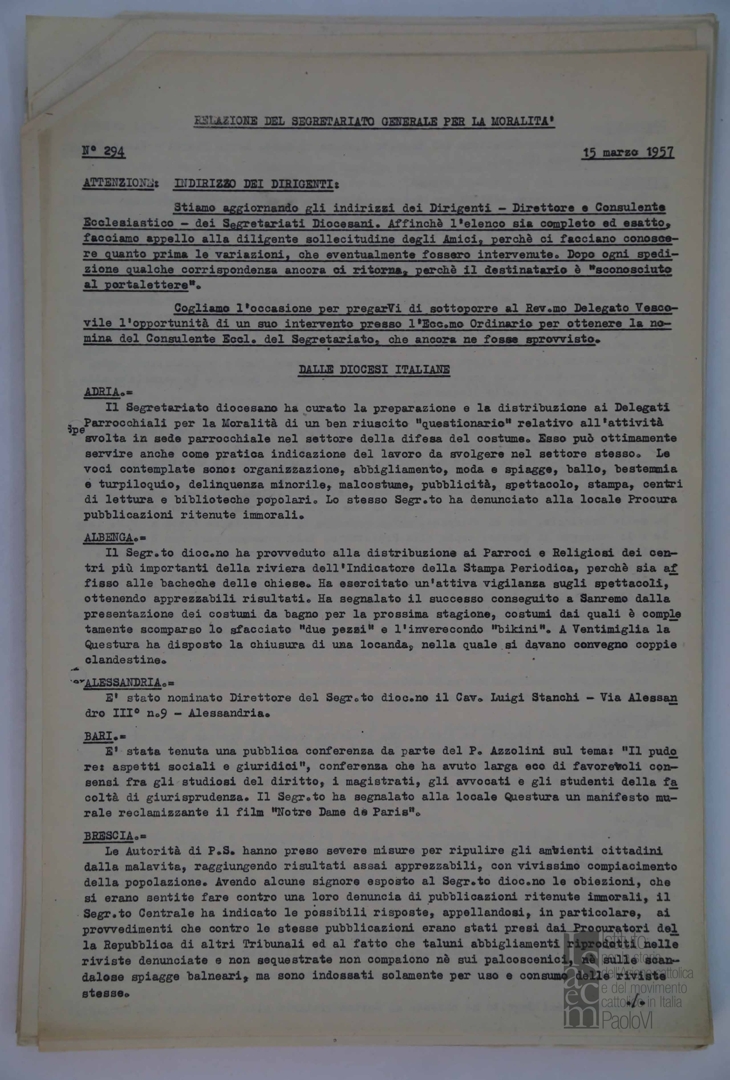 RELAZIONE DEL SEGRETARIATO GENERALE PER LA MORALITA'
N° 294
15 marzo 1957
ATTENZIONE: INDIRIZZO DEI DIRIGENTI:
Stiamo aggiornando gli indirizzi dei Dirigenti - Direttore e Consulente
Ecclesiastico - dei Segretariati Diocesani. Affinchè l'elenco sia completo ed esatto,
facciamo appello alla diligente sollecitudine degli Amici, perchè ci facciano conosce-
re quanto prima le variazioni, che eventualmente fossero intervenute. Dopo ogni spedi-
zione qualche corrispondenza ancora ci ritorna, perchè il destinatario è "sconosciuto
al portalettere".
Cogliamo l'occasione per pregarVi di sottoporre al Rev.mo Delegato Vesco-
vile l'opportunità di un suo intervento presso l'Ecc.mo Ordinario per ottenere la no-
mina del Consulente Eccl. del Segretariato, che ancora ne fosse sprovvisto.
DALLE DIOCESI ITALIANE
ADRIA.=
Il Segretariato diocesano ha curato la preparazione e la distribuzione ai Delegati
Parrocchiali per la Moralità di un ben riuscito "questionario" relativo all'attività
spe
svolta in sede parrocchiale nel settore della difesa del costume. Esso può ottimamente
servire anche come pratica indicazione del lavoro da svolgere nel settore stesso. Le
voci contemplate sono: organizzazione, abbigliamento, moda e spiagge, ballo, bestemmia
e turpiloquio, delinquenza minorile, malcostume, pubblicità, spettacolo, stampa, centri
di lettura e biblioteche popolari. Lo stesso Segr.to ha denunciato alla locale Procura
pubblicazioni ritenute immorali.
ALBENGA.=
Il Segr.to dioc.no ha provveduto alla distribuzione ai Parroci e Religiosi dei cen-
tri più importanti della riviera dell'Indicatore della Stampa Periodica, perchè sia af
fisso alle bacheche delle chiese. Ha esercitato un'attiva vigilanza sugli spettacoli,
ottenendo apprezzabili risultati. Ha segnalato il successo conseguito a Sanremo dalla
presentazione dei costumi da bagno per la prossima stagione, costumi dai quali è comple
tamente scomparso lo sfacciato "due pezzi" e l'inverecondo "bikini". A Ventimiglia la
Questura ha disposto la chiusura di una locanda, nella quale si davano convegno coppie
clandestine.
ALESSANDRIA.=
E' stato nominato Direttore del Segr.to dioc.no il Cav. Luigi Stanchi - Via Alessan
dro III° n.9 - Alessandria.
BARI.=
E' stata tenuta una pubblica conferenza da parte del P. Azzolini sul tema: "Il pudo
re: aspetti sociali e giuridici", conferenza che ha avuto larga eco di favorevoli con-
sensi fra gli studiosi del diritto, i magistrati, gli avvocati e gli studenti della fa
coltà di giurisprudenza. Il Segr.to ha segnalato alla locale Questura un manifesto mu-
rale reclamizzante il film "Notre Dame de Paris".
BRESCIA.=
Le Autorità di P.S. hanno preso severe misure per ripulire gli ambienti cittadini
dalla malavita, raggiungendo risultati assai apprezzabili, con vivissimo compiacimento
della popolazione. Avendo alcune signore esposto al Segr.to dioc.no le obiezioni, che
si erano sentite fare contro una loro denuncia di pubblicazioni ritenute immorali, il
Segr.to Centrale ha indicato le possibili risposte, appellandosi, in particolare, ai
provvedimenti che contro le stesse pubblicazioni erano stati presi dai Procuratori del
la Repubblica di altri Tribunali ed al fatto che taluni abbigliamenti riprodotti nelle
riviste denunciate e non sequestrate non compaiono nè sui palcoscenici, nè sulle scan-
dalose spiagge balneari, ma sono indossati solamente per uso e consumo delle riviste
stesse.
./.
Istituto
per la storia
dell'Azione cattolica
e del movimento
cattolico in Italia
PaoloVI